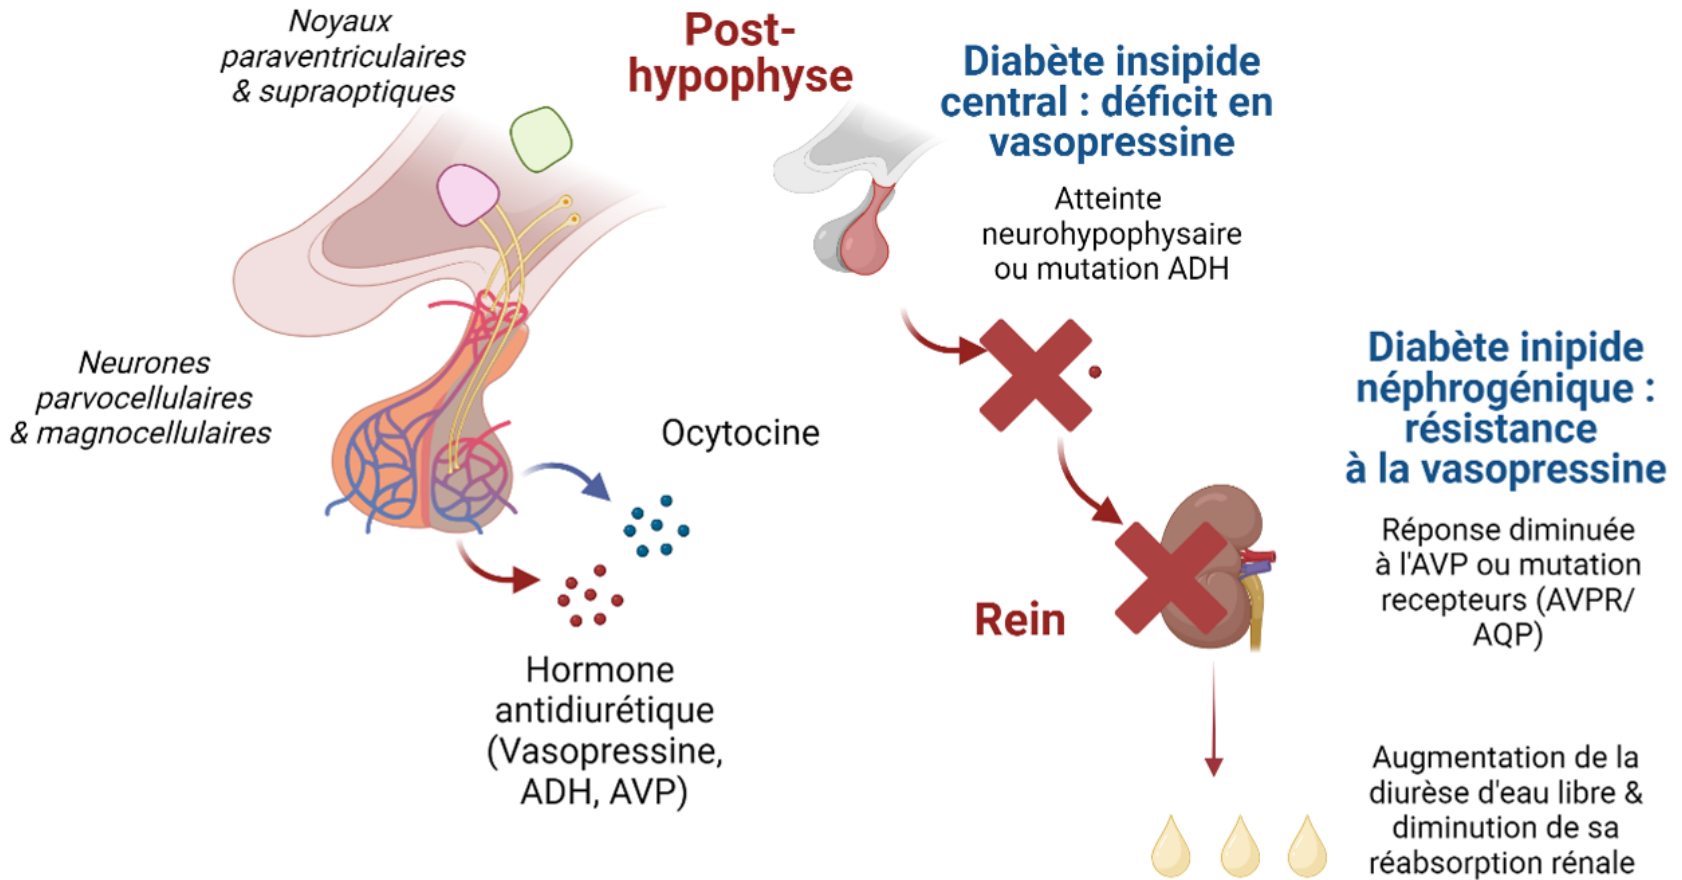 Noyaux
paraventriculaires
& supraoptiques
Post-
hypophyse
Diabète insipide
central : déficit en
vasopressine
Atteinte
neurohypophysaire
ou mutation ADH
Neurones
parvocellulaires
& magnocellulaires
Ocytocine
Hormone
antidiurétique
(Vasopressine,
ADH, AVP)
Rein
Diabète inipide
néphrogénique :
résistance
à la vasopressine
Réponse diminuée
à l'AVP ou mutation
recepteurs (AVPR/
AQP)
Augmentation de la
diurèse d'eau libre &
diminution de sa
réabsorption rénale